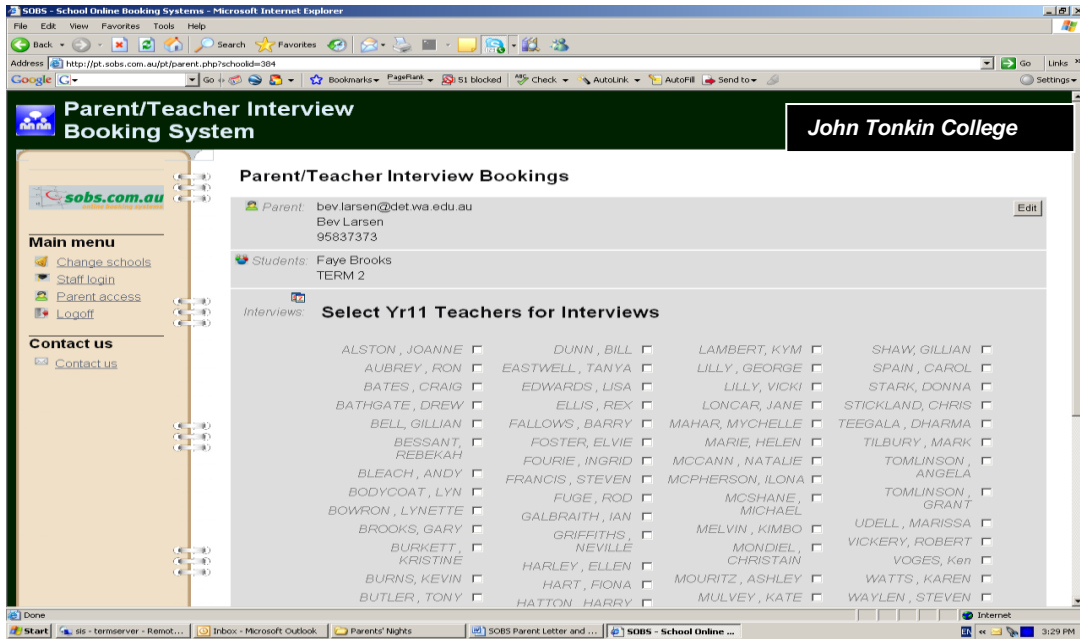 SOBS - School Online Booking Systems - Microsoft Internet Explorer
File Edit View Favorites Tools Help
Back Search Favorites
Address http://pt.sobs.com.au/pt/parent.php?schoolid=384 Go Links
Google Go Bookmarks PageRank 51 blocked Check AutoLink AutoFill Send to Settings
Parent/Teacher Interview
Booking System
John Tonkin College
sobs.com.au
Main menu
Change schools
Staff login
Parent access
Logoff
Contact us
Contact us
Parent/Teacher Interview Bookings
Parent: bev.larsen@det.wa.edu.au Edit
Bev Larsen
95837373
Students: Faye Brooks
TERM 2
Interviews: Select Yr11 Teachers for Interviews
ALSTON , JOANNE
AUBREY , RON
BATES , CRAIG
BATHGATE , DREW
BELL, GILLIAN
BESSANT,
REBEKAH
BLEACH , ANDY
BODYCOAT , LYN
BOWRON , LYNETTE
BROOKS, GARY
BURKETT ,
KRISTINE
BURNS, KEVIN
BUTLER , TONY
DUNN , BILL
EASTWELL , TANYA
EDWARDS , LISA
ELLIS , REX
FALLOWS , BARRY
FOSTER, ELVIE
FOURIE , INGRID
FRANCIS , STEVEN
FUGE , ROD
GALBRAITH , IAN
GRIFFITHS ,
NEVILLE
HARLEY , ELLEN
HART , FIONA
HATTON HARRY
LAMBERT, KYM
LILLY , GEORGE
LILLY, VICKI
LONCAR, JANE
MAHAR, MYCHELLE
MARIE, HELEN
MCCANN , NATALIE
MCPHERSON, ILONA
MCSHANE ,
MICHAEL
MELVIN , KIMBO
MONDIEL ,
CHRISTAIN
MOURITZ , ASHLEY
MULVEY , KATE
SHAW, GILLIAN
SPAIN , CAROL
STARK, DONNA
STICKLAND, CHRIS
TEEGALA , DHARMA
TILBURY , MARK
TOMLINSON ,
ANGELA
TOMLINSON ,
GRANT
UDELL , MARISSA
VICKERY, ROBERT
VOGES, Ken
WATTS , KAREN
WAYLEN , STEVEN
Done Internet
Start sis - termserver - Remot... Inbox - Microsoft Outlook Parents' Nights SOBS Parent Letter and ... SOBS - School Online ... EN 3:29 PM